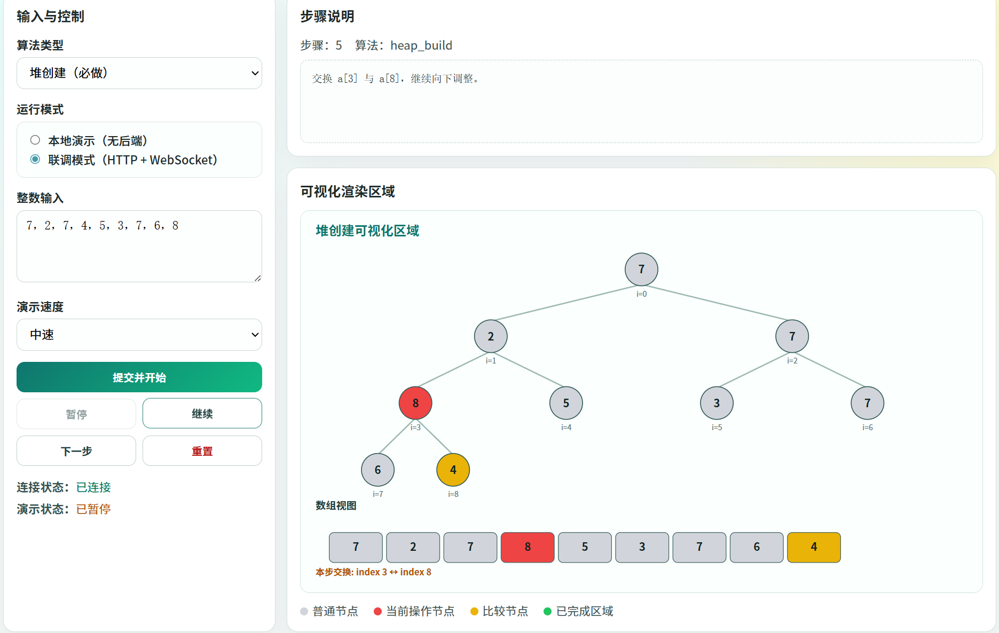 输入与控制
算法类型
堆创建（必做）
运行模式
本地演示（无后端）
联调模式（HTTP + WebSocket）
整数输入
7, 2, 7, 4, 5, 3, 7, 6, 8
演示速度
中速
提交并开始
暂停
继续
下一步
重置
连接状态：已连接
演示状态：已暂停
步骤说明
步骤：5 算法：heap_build
交换 a[3] 与 a[8]，继续向下调整。
可视化渲染区域
堆创建可视化区域
7
i=0
2
7
i=1
i=2
8
5
3
7
i=3
i=4
i=5
i=6
6
4
i=7
i=8
数组视图
7 2 7 8 5 3 7 6 4
本步交换: index 3 ↔ index 8
普通节点 当前操作节点 比较节点 已完成区域